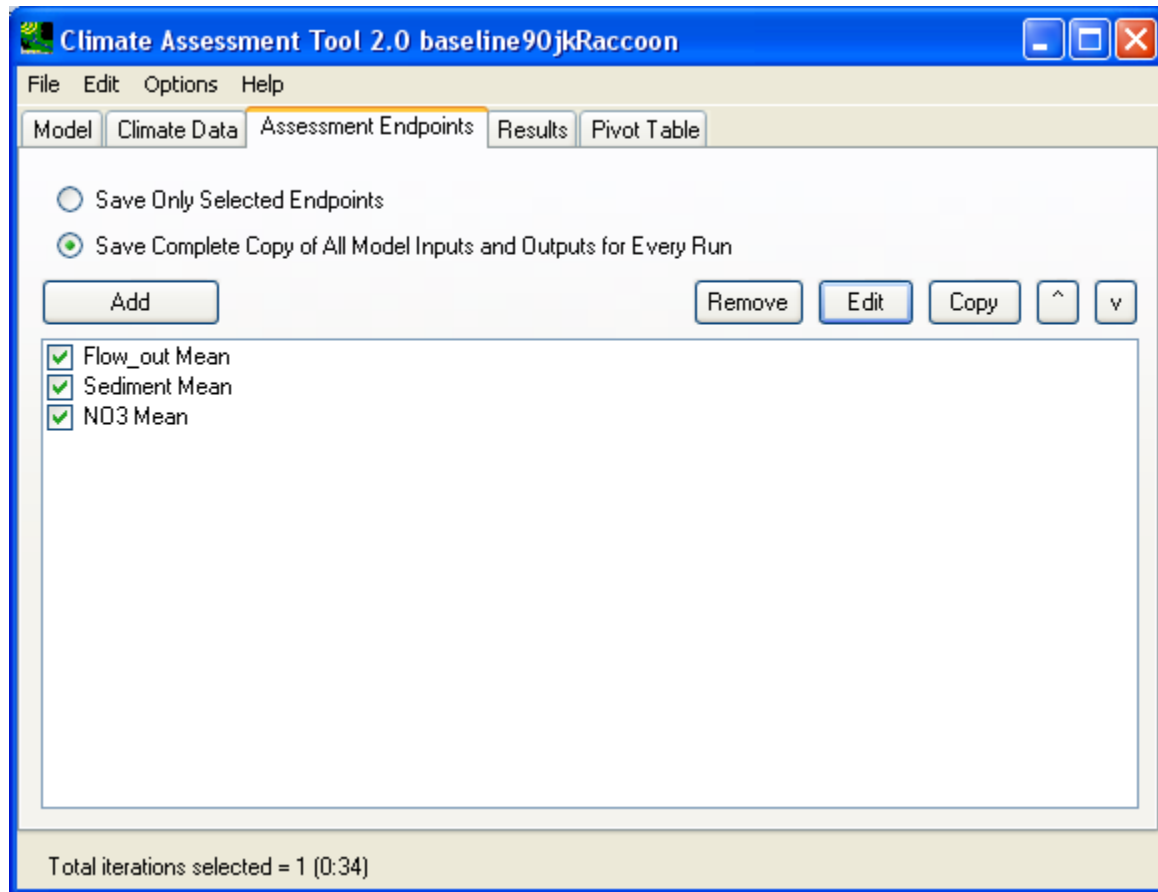 Climate Assessment Tool 2.0 baseline90jkRaccoon
File Edit Options Help
Model Climate Data Assessment Endpoints Results Pivot Table
Save Only Selected Endpoints
Save Complete Copy of All Model Inputs and Outputs for Every Run
Add Remove Edit Copy ^ v
Flow_out Mean
Sediment Mean
NO3 Mean
Total iterations selected = 1 (0:34)